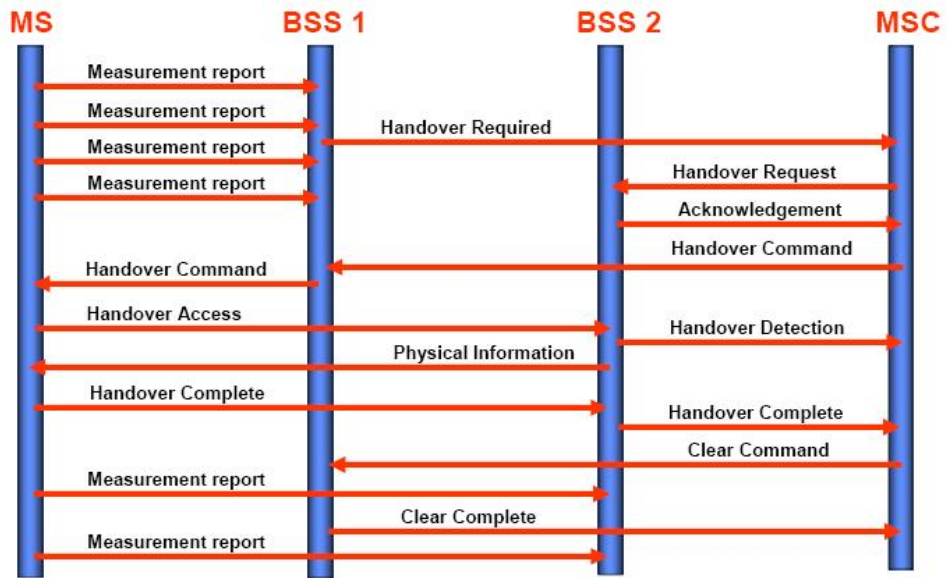 MS BSS 1 BSS 2 MSC
Measurement report
Measurement report
Handover Required
Measurement report
Handover Request
Measurement report
Acknowledgement
Handover Command
Handover Command
Handover Access
Handover Detection
Physical Information
Handover Complete
Handover Complete
Clear Command
Measurement report
Clear Complete
Measurement report